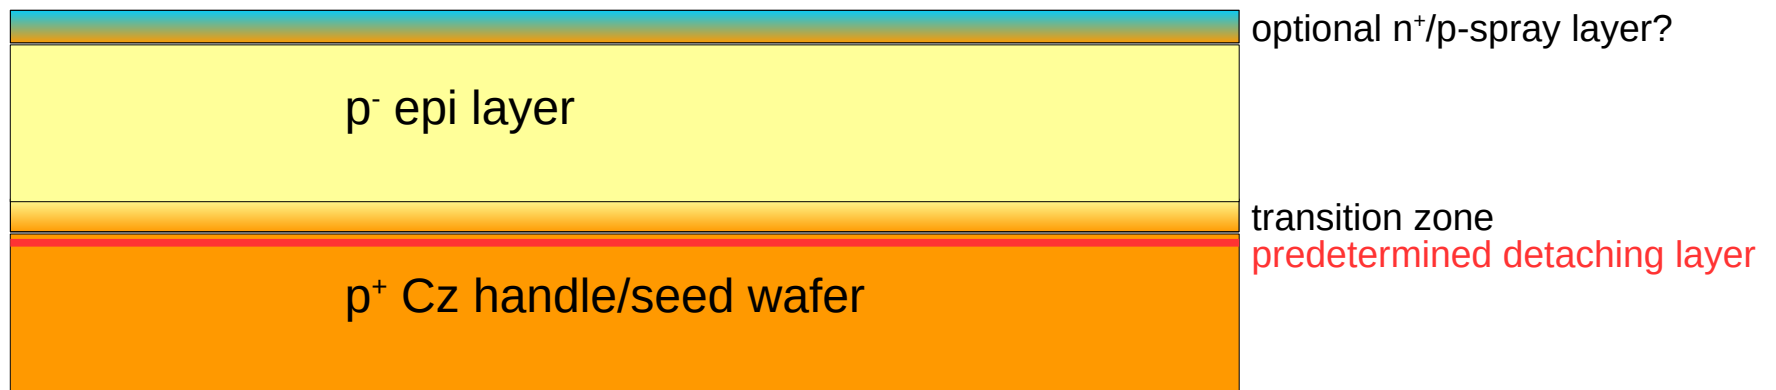 optional n⁺/p-spray layer?
p⁻ epi layer
transition zone
predetermined detaching layer
p⁺ Cz handle/seed wafer